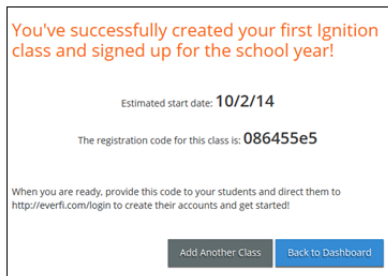 You've successfully created your first Ignition
class and signed up for the school year!
Estimated start date: 10/2/14
The registration code for this class is: 086455e5
When you are ready, provide this code to your students and direct them to
http://everfi.com/login to create their accounts and get started!
Add Another Class
Back to Dashboard